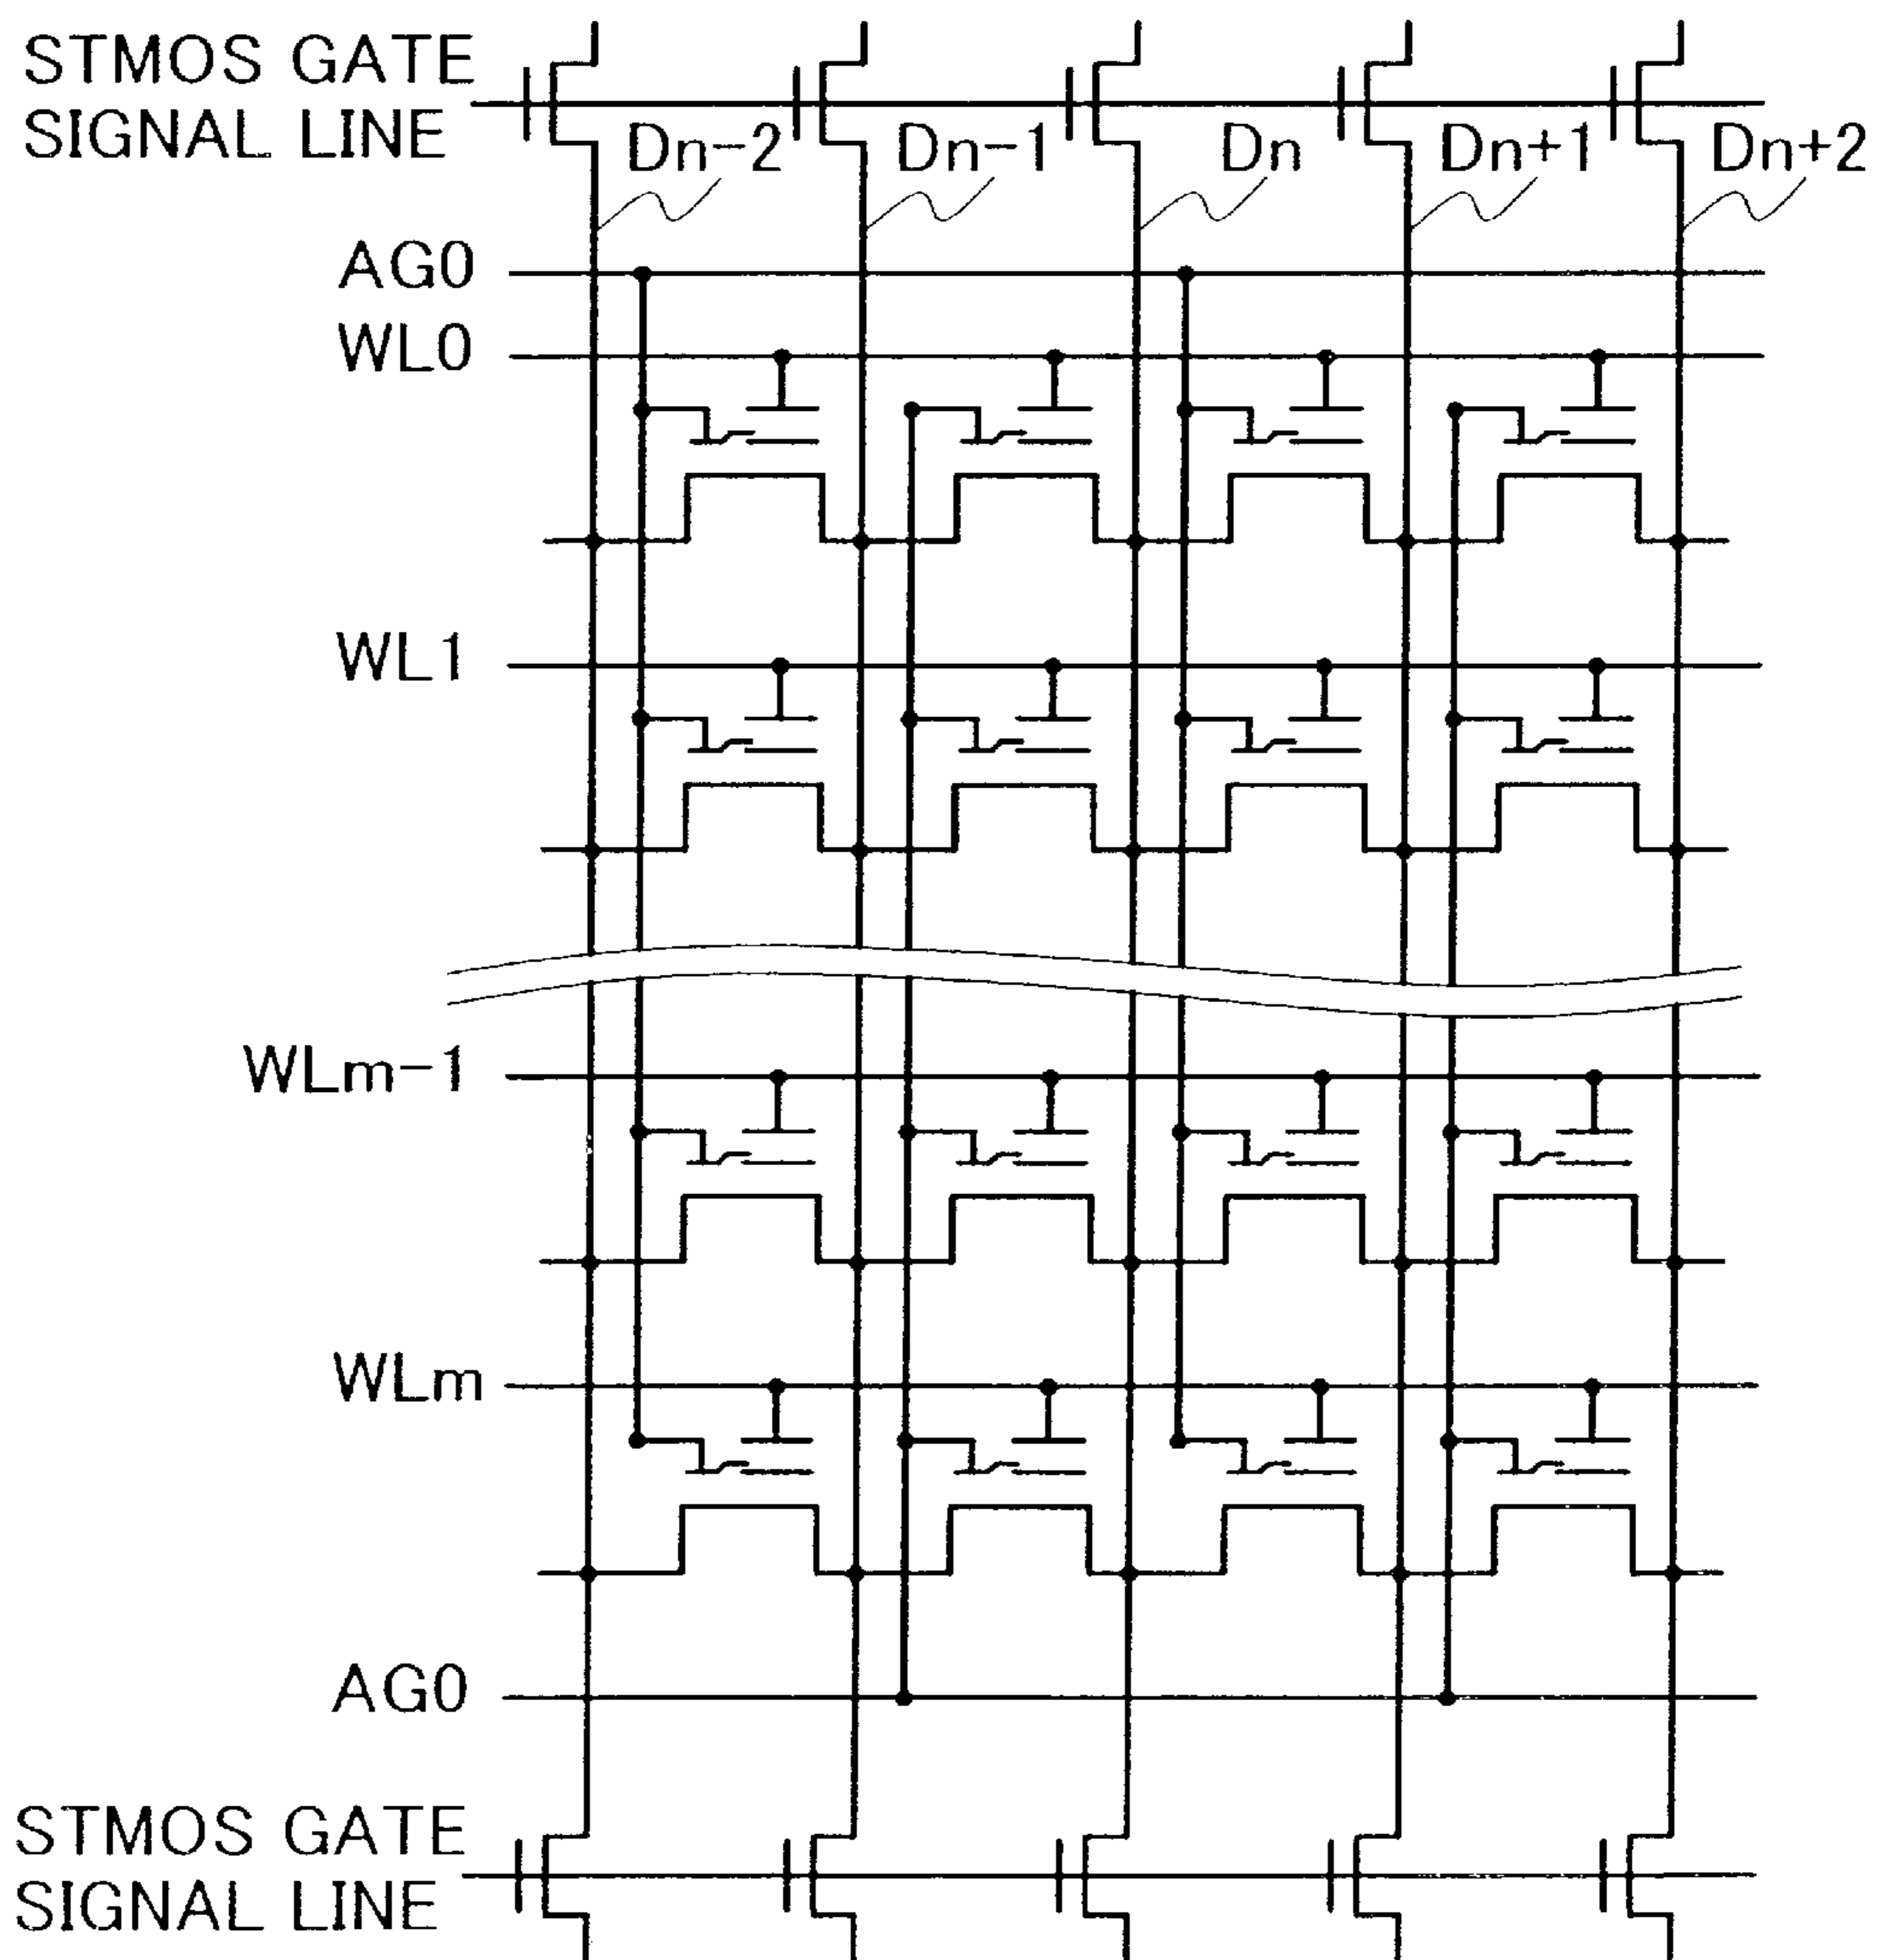 STMOS GATE
SIGNAL LINE
Dn-2 Dn-1 Dn Dn+1 Dn+2
AG0
WL0
WL1
WLm-1
WLm
AG0
STMOS GATE
SIGNAL LINE